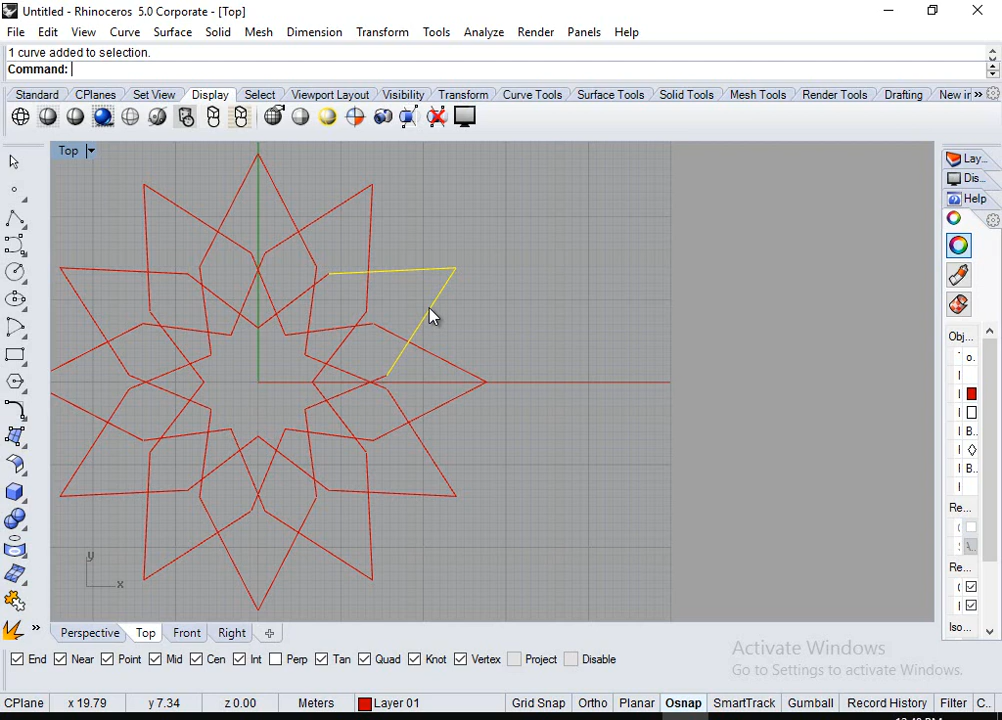 Untitled - Rhinoceros 5.0 Corporate - [Top]
File Edit View Curve Surface Solid Mesh Dimension Transform Tools Analyze Render Panels Help
1 curve added to selection.
Command:
Standard CPlanes Set View Display Select Viewport Layout Visibility Transform Curve Tools Surface Tools Solid Tools Mesh Tools Render Tools Drafting New in »
Top
Lay...
Dis...
Help
Obj...
o.
B..
B..
Re...
Re...
Iso...
y
x
Perspective Top Front Right
End Near Point Mid Cen Int Perp Tan Quad Knot Vertex Project Disable
Activate Windows
Go to Settings to activate Windows.
CPlane x 19.79 y 7.34 z 0.00 Meters Layer 01 Grid Snap Ortho Planar Osnap SmartTrack Gumball Record History Filter C..